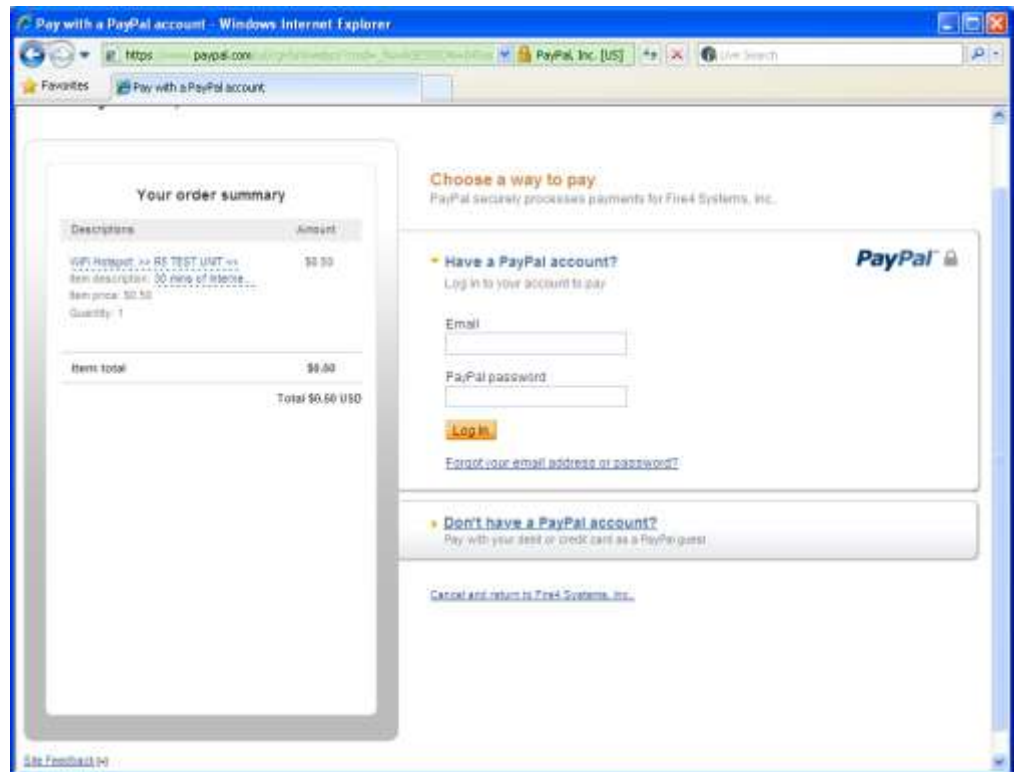 Pay with a PayPal account - Windows Internet Explorer
https paypal.com PayPal, Inc. [US] Live Search
Favorites Pay with a PayPal account
Your order summary
Descriptions Amount
WiFi Hotspot: >> RS TEST UNIT << $0.50
Item description: 30 mins of Interne...
Item price: $0.50
Quantity: 1
Item total $0.50
Total $0.50 USD
Choose a way to pay
PayPal securely processes payments for Fire4 Systems, Inc.
Have a PayPal account?
PayPal
Log in to your account to pay
Email
PayPal password
Log In
Forgot your email address or password?
Don't have a PayPal account?
Pay with your debit or credit card as a PayPal guest
Cancel and return to Fire4 Systems, Inc.
Site Feedback [+]